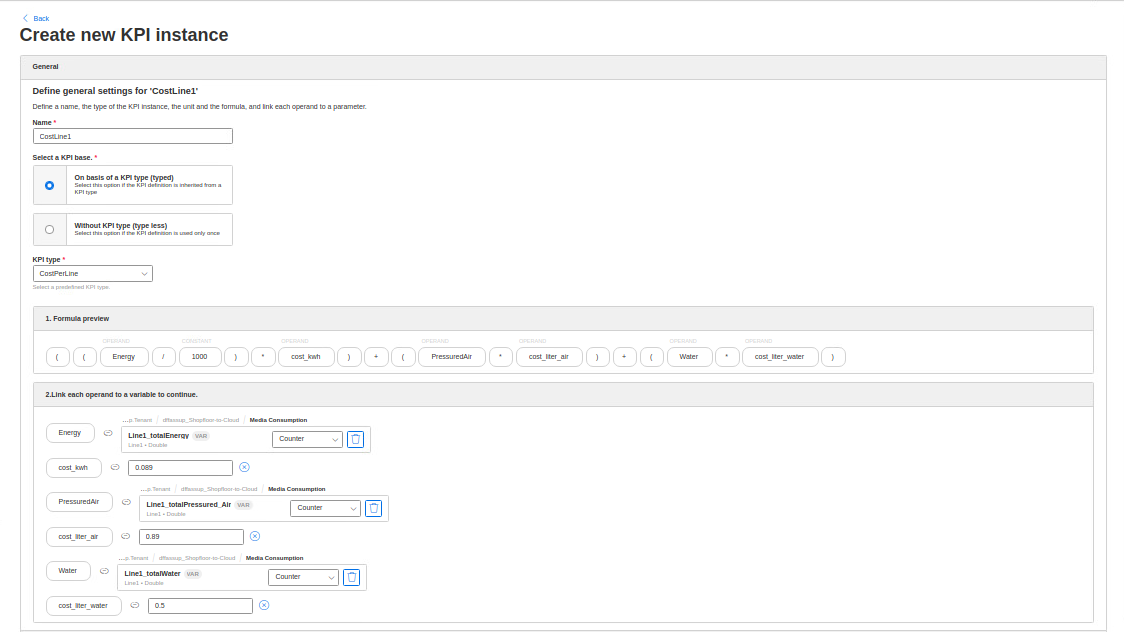 Back
Create new KPI instance
General
Define general settings for 'CostLine1'
Define a name, the type of the KPI instance, the unit and the formula, and link each operand to a parameter.
Name *
CostLine1
Select a KPI base. *
On basis of a KPI type (typed)
Select this option if the KPI definition is inherited from a
KPI type
Without KPI type (type less)
Select this option if the KPI definition is used only once
KPI type *
CostPerLine
Select a predefined KPI type.
1. Formula preview
OPERAND CONSTANT OPERAND OPERAND OPERAND OPERAND OPERAND
( ( Energy / 1000 ) * cost_kwh ) + ( PressuredAir * cost_liter_air ) + ( Water * cost_liter_water )
2.Link each operand to a variable to continue.
...p.Tenant / dffsssup_Shopfloor-to-Cloud / Media Consumption
Energy Line1_totalEnergy VAR Counter
Line1 • Double
cost_kwh 0.089
...p.Tenant / dffsssup_Shopfloor-to-Cloud / Media Consumption
PressuredAir Line1_totalPressured_Air VAR Counter
Line1 • Double
cost_liter_air 0.89
...p.Tenant / dffsssup_Shopfloor-to-Cloud / Media Consumption
Water Line1_totalWater VAR Counter
Line1 • Double
cost_liter_water 0.5